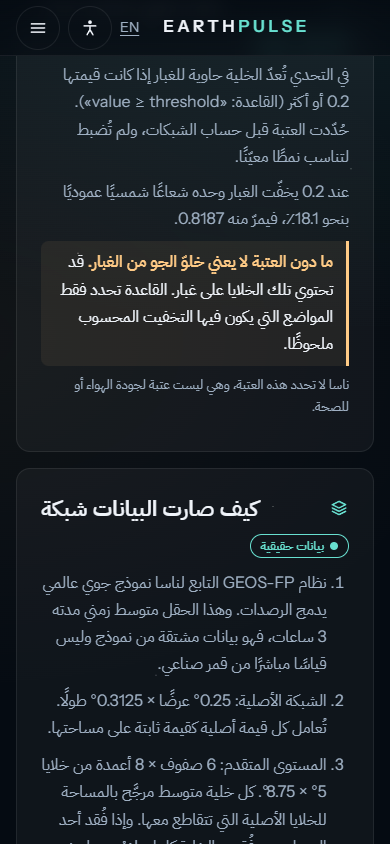 EN EARTHPULSE
في التحدي تُعدّ الخلية حاوية للغبار إذا كانت قيمتها
0.2 أو أكثر (القاعدة: «value ≥ threshold»).
حُدّدت العتبة قبل حساب الشبكات، ولم تُضبط
لتناسب نمطًا معيّنًا.
عند 0.2 يخفّت الغبار وحده شعاعًا شمسيًا عموديًا
بنحو 18.1٪، فيمرّ منه 0.8187.
ما دون العتبة لا يعني خلوّ الجو من الغبار. قد
تحتوي تلك الخلايا على غبار. القاعدة تحدد فقط
المواضع التي يكون فيها التخفيت المحسوب
ملحوظًا.
ناسا لا تحدد هذه العتبة، وهي ليست عتبة لجودة الهواء أو
للصحة.
كيف صارت البيانات شبكة
بيانات حقيقية
1. نظام GEOS-FP التابع لناسا نموذج جوي عالمي
يدمج الرصدات. وهذا الحقل متوسط زمني مدته
3 ساعات، فهو بيانات مشتقة من نموذج وليس
قياسًا مباشرًا من قمر صناعي.
2. الشبكة الأصلية: 0.25° عرضًا × 0.3125° طولًا.
تُعامل كل قيمة أصلية كقيمة ثابتة على مساحتها.
3. المستوى المتقدم: 6 صفوف × 8 أعمدة من خلايا
5° × 8.75°. كل خلية متوسط مرجَّح بالمساحة
للخلايا الأصلية التي تتقاطع معها. وإذا فُقد أحد